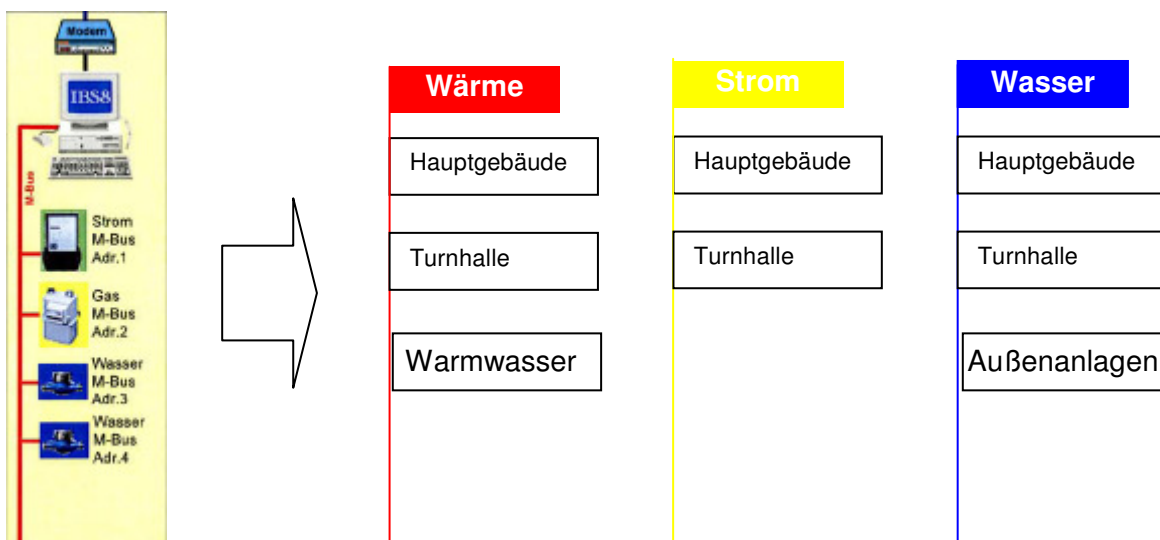 Modem
IBS8
M-Bus
Strom
M-Bus
Adr.1
Gas
M-Bus
Adr.2
Wasser
M-Bus
Adr.3
Wasser
M-Bus
Adr.4
Wärme
Hauptgebäude
Turnhalle
Warmwasser
Strom
Hauptgebäude
Turnhalle
Wasser
Hauptgebäude
Turnhalle
Außenanlagen